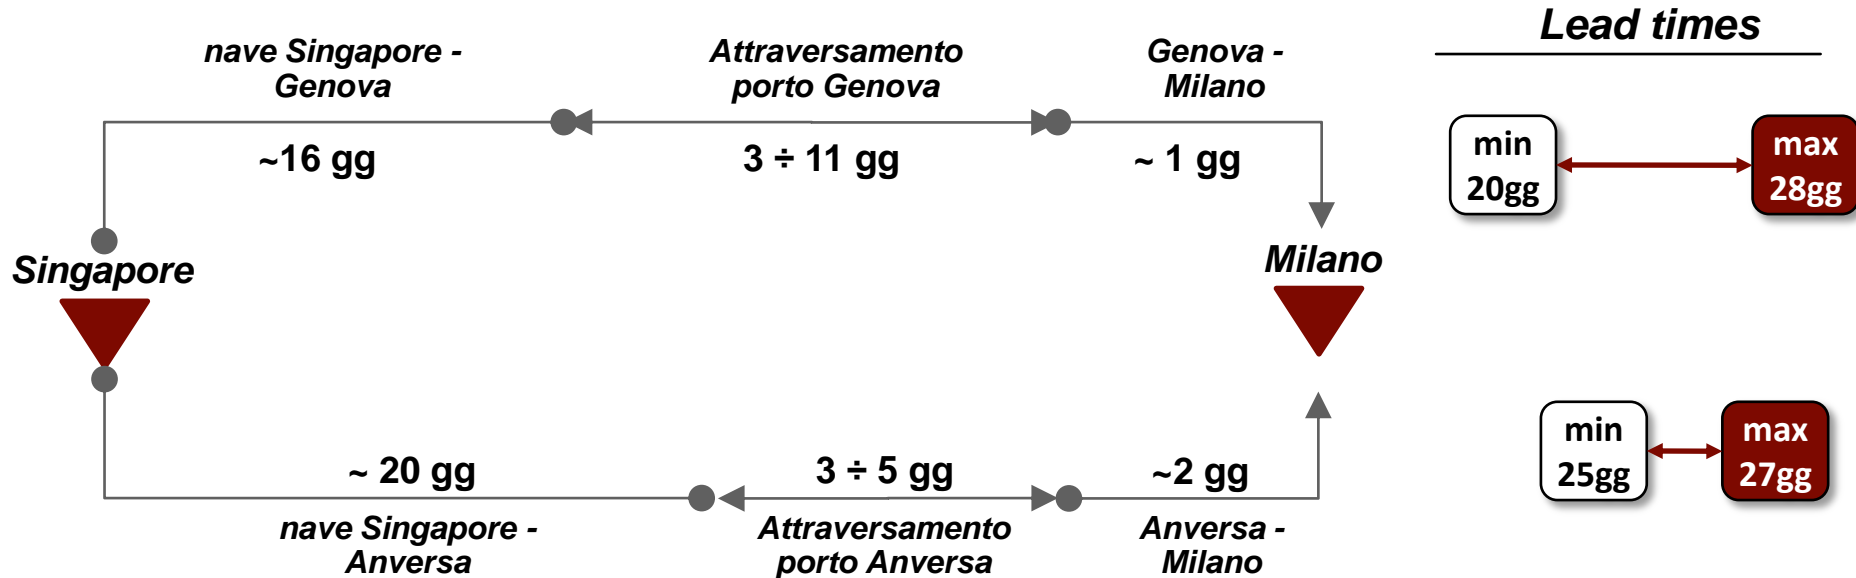 Lead times
nave Singapore -
Genova
Attraversamento
porto Genova
Genova -
Milano
~16 gg
3 ÷ 11 gg
~ 1 gg
min
20gg
max
28gg
Singapore
Milano
~ 20 gg
3 ÷ 5 gg
~2 gg
min
25gg
max
27gg
nave Singapore -
Anversa
Attraversamento
porto Anversa
Anversa -
Milano